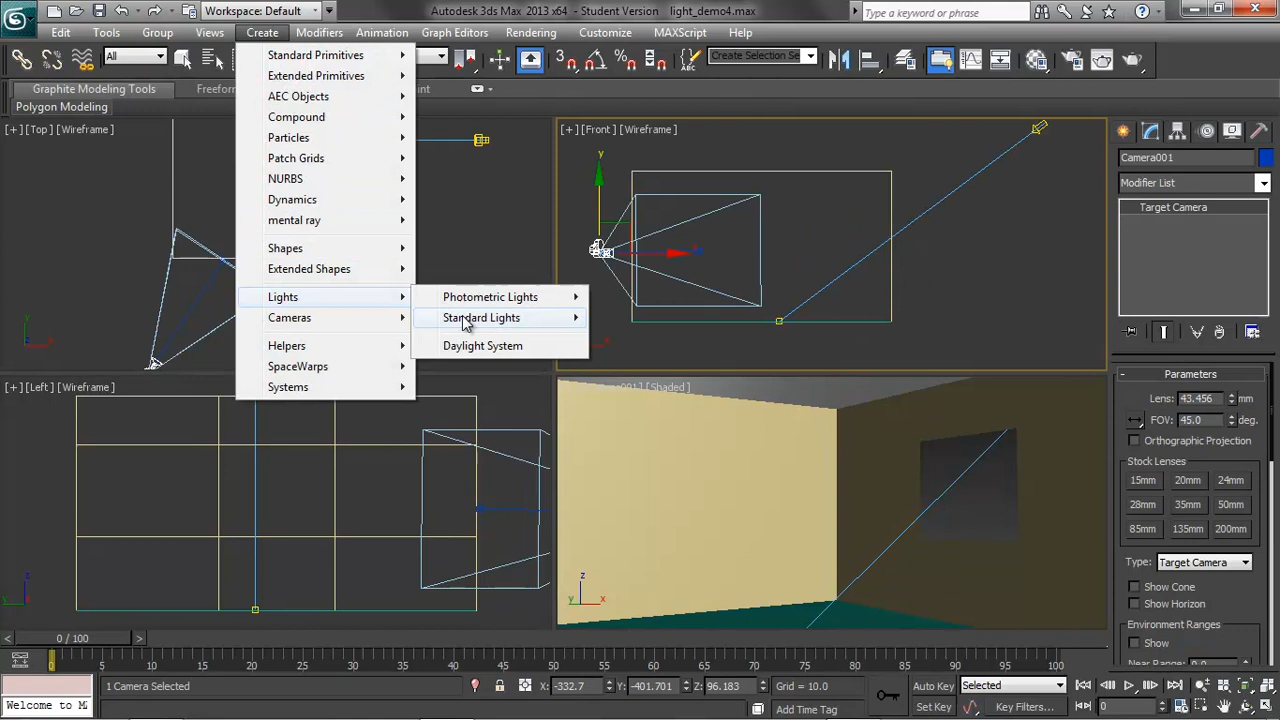 Workspace: Default
Autodesk 3ds Max 2013 x64 - Student Version light_demo4.max
Type a keyword or phrase
Edit Tools Group Views Create Modifiers Animation Graph Editors Rendering Customize MAXScript Help
All
Create Selection Se
Graphite Modeling Tools
Freeform
Polygon Modeling
Standard Primitives
Extended Primitives
AEC Objects
Compound
Particles
Patch Grids
NURBS
Dynamics
mental ray
Shapes
Extended Shapes
Lights
Cameras
Helpers
SpaceWarps
Systems
Photometric Lights
Standard Lights
Daylight System
[+] [Top] [Wireframe]
[+] [Front] [Wireframe]
[+] [Left] [Wireframe]
[Shaded]
Camera001
Modifier List
Target Camera
Parameters
Lens: 43.456 mm
FOV: 45.0 deg.
Orthographic Projection
Stock Lenses
15mm 20mm 24mm
28mm 35mm 50mm
85mm 135mm 200mm
Type: Target Camera
Show Cone
Show Horizon
Environment Ranges
Show
0 / 100
0 5 10 15 20 25 30 35 40 45 50 55 60 65 70 75 80 85 90 95 100
1 Camera Selected
X: -332.7 Y: -401.701 Z: 96.183 Grid = 10.0
Auto Key Selected
Welcome to M
Add Time Tag
Set Key Key Filters... 0